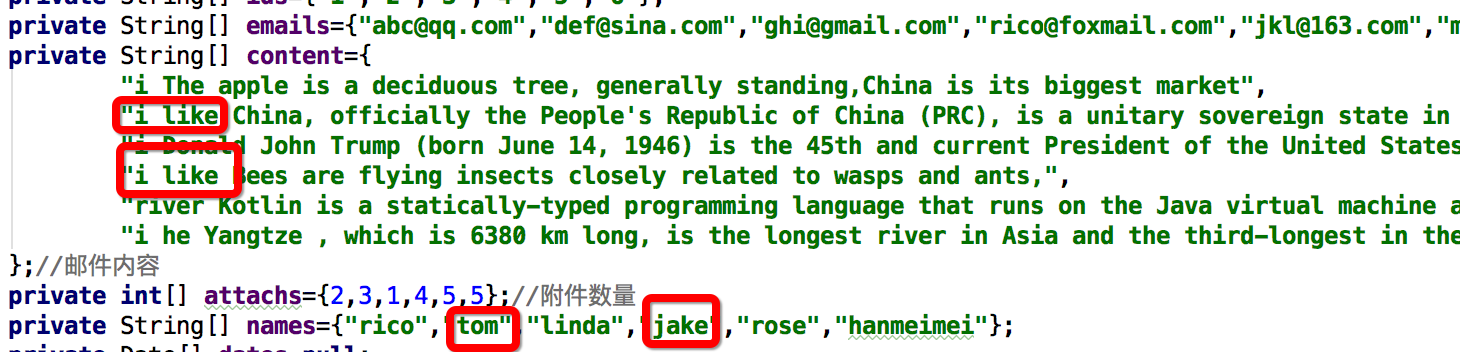 private String[] ids={"1","2","3","4","5","6"};
private String[] emails={"abc@qq.com","def@sina.com","ghi@gmail.com","rico@foxmail.com","jkl@163.com","m
private String[] content={
"i The apple is a deciduous tree, generally standing,China is its biggest market",
"i like China, officially the People's Republic of China (PRC), is a unitary sovereign state in
"i Donald John Trump (born June 14, 1946) is the 45th and current President of the United States
"i like Bees are flying insects closely related to wasps and ants,",
"river Kotlin is a statically-typed programming language that runs on the Java virtual machine a
"i he Yangtze , which is 6380 km long, is the longest river in Asia and the third-longest in the
};//邮件内容
private int[] attachs={2,3,1,4,5,5};//附件数量
private String[] names={"rico","tom","linda","jake","rose","hanmeimei"};
private Date[] dates=null;